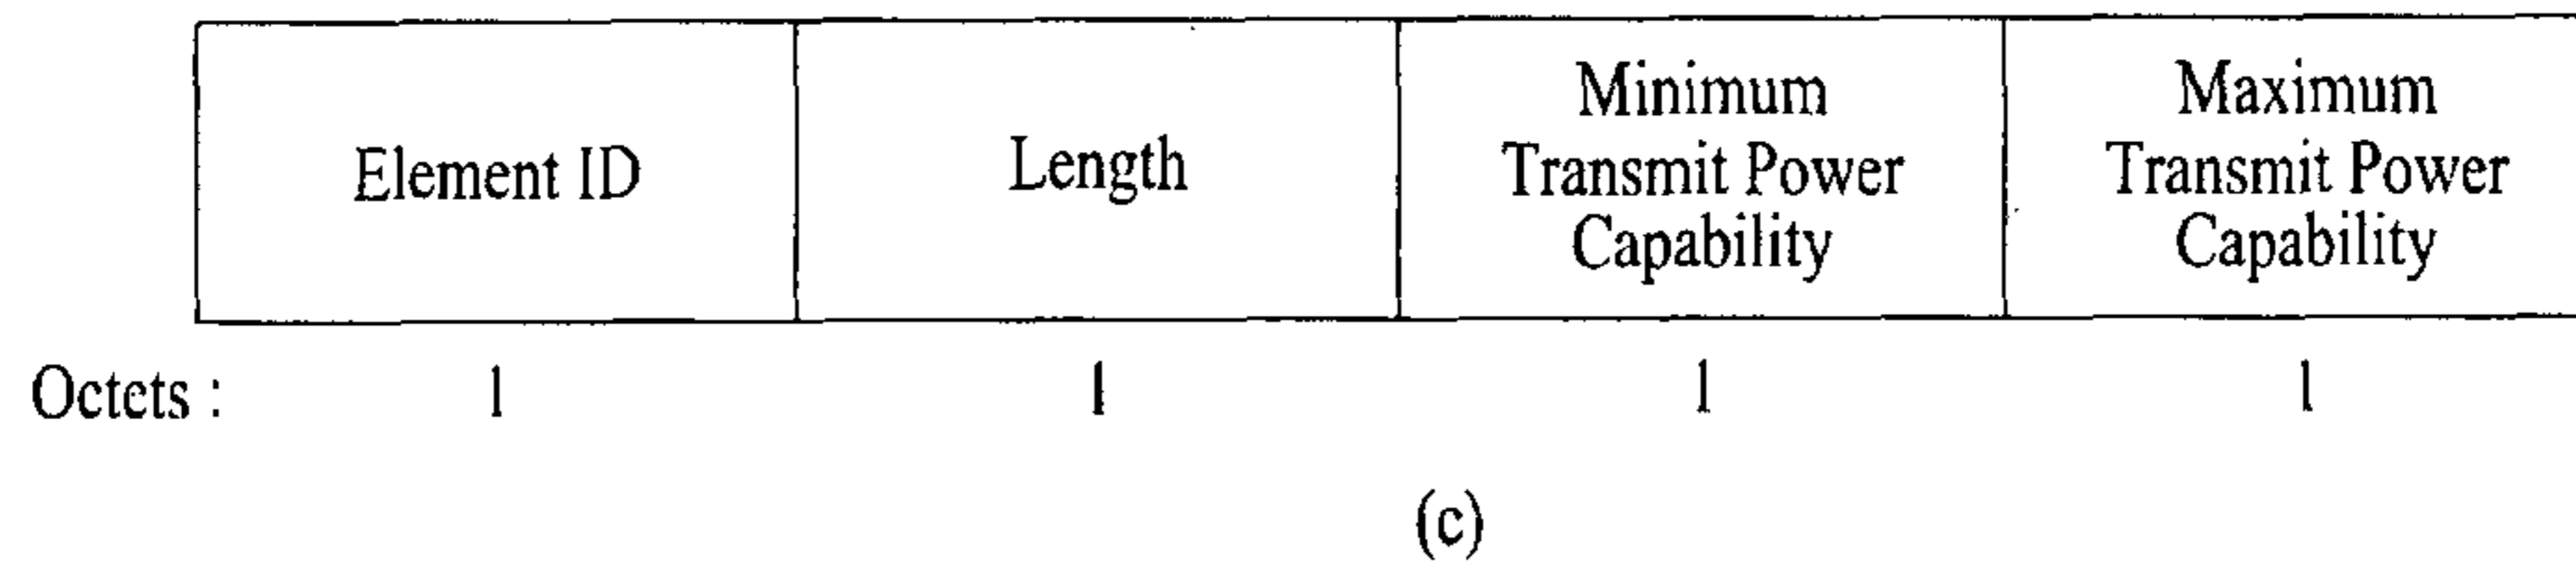 Element ID
Length
Minimum
Transmit Power
Capability
Maximum
Transmit Power
Capability
Octets : 1 1 1 1
(c)